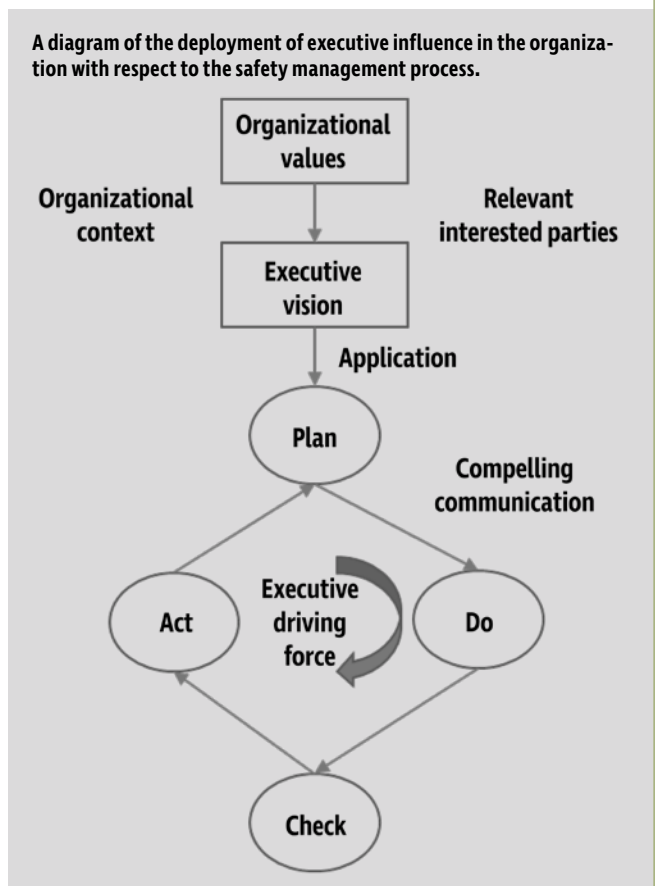 A diagram of the deployment of executive influence in the organiza-
tion with respect to the safety management process.
Organizational
values
Organizational
context
Relevant
interested parties
Executive
vision
Application
Plan
Compelling
communication
Act
Executive
driving
force
Do
Check